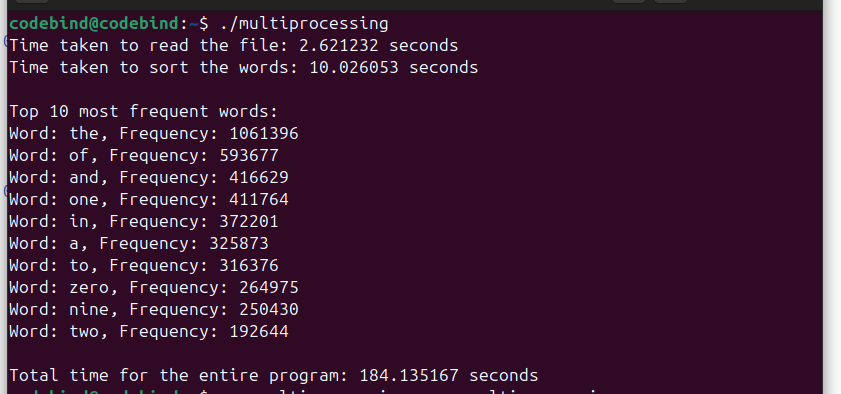 codebind@codebind:~$ ./multiprocessing
Time taken to read the file: 2.621232 seconds
Time taken to sort the words: 10.026053 seconds
Top 10 most frequent words:
Word: the, Frequency: 1061396
Word: of, Frequency: 593677
Word: and, Frequency: 416629
Word: one, Frequency: 411764
Word: in, Frequency: 372201
Word: a, Frequency: 325873
Word: to, Frequency: 316376
Word: zero, Frequency: 264975
Word: nine, Frequency: 250430
Word: two, Frequency: 192644
Total time for the entire program: 184.135167 seconds